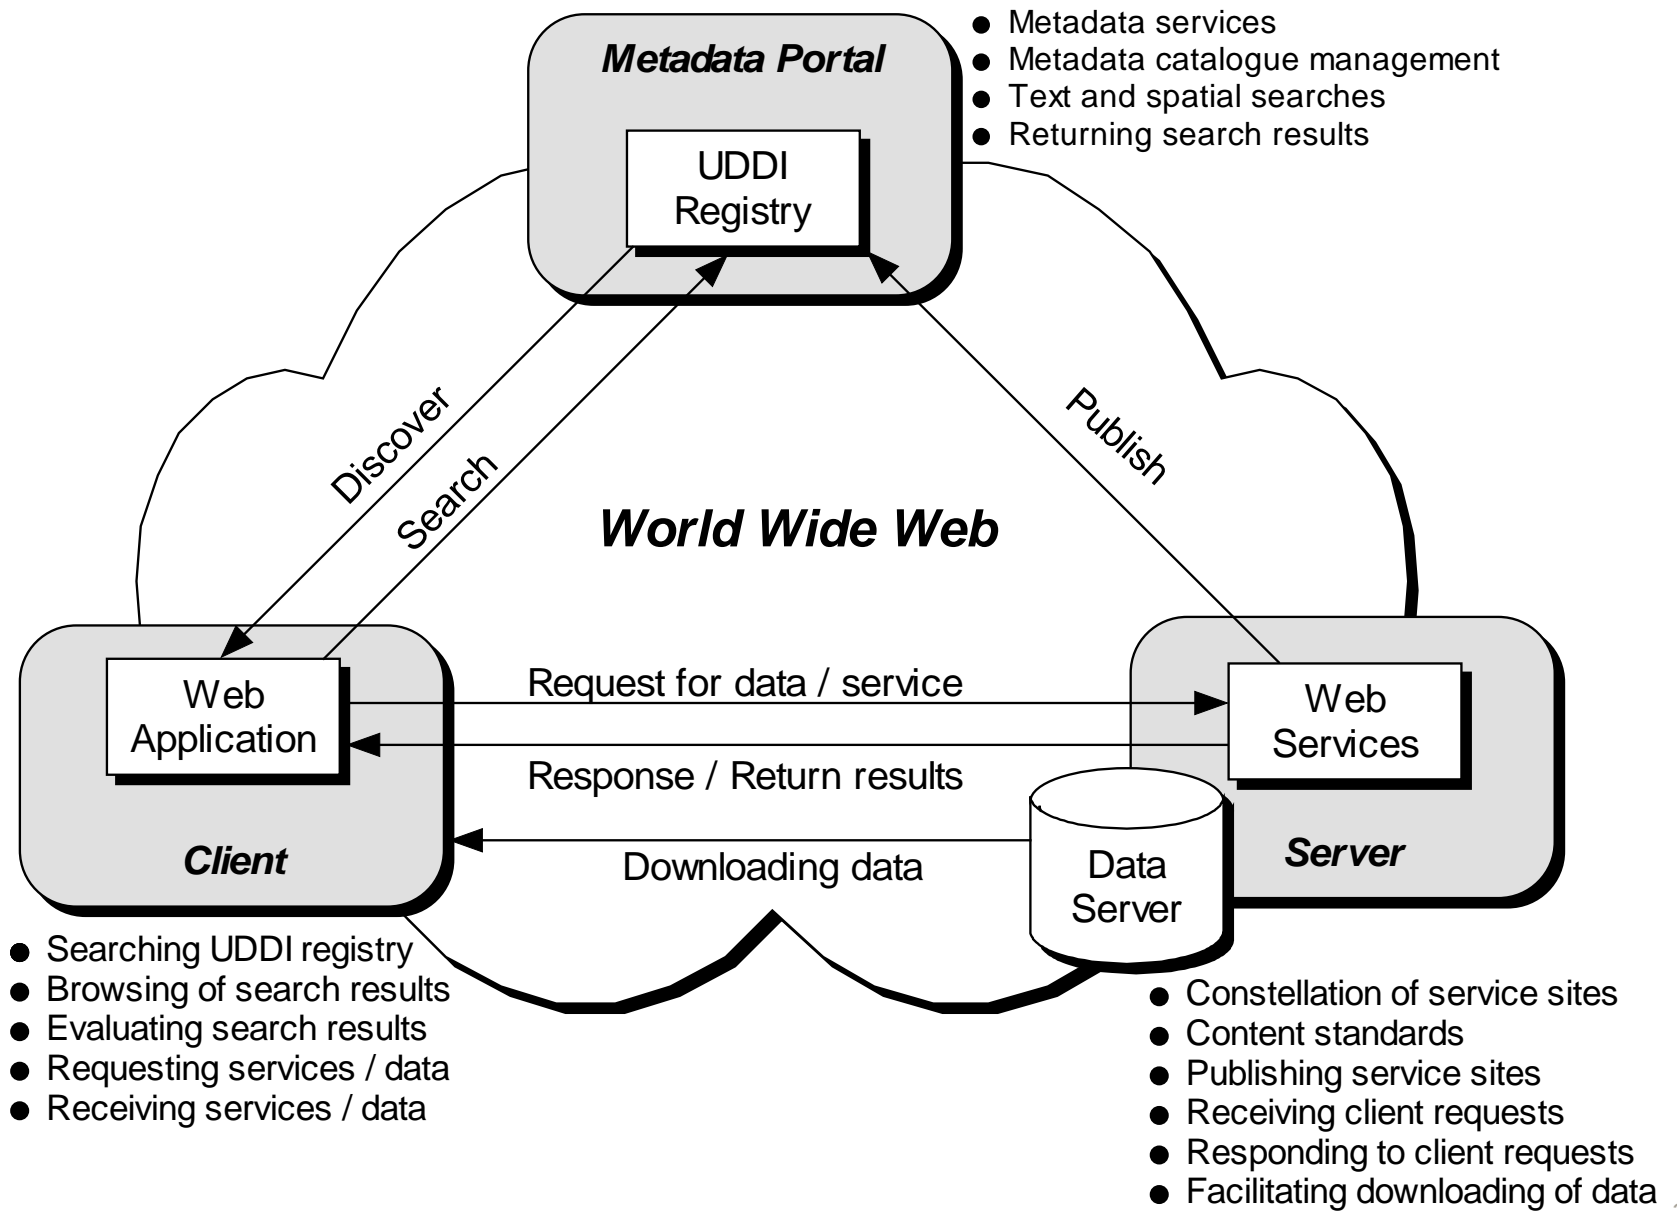 Metadata Portal
UDDI
Registry
● Metadata services
● Metadata catalogue management
● Text and spatial searches
● Returning search results
Discover
Search
Publish
World Wide Web
Web
Application
Client
Request for data / service
Response / Return results
Downloading data
Web
Services
Server
Data
Server
● Searching UDDI registry
● Browsing of search results
● Evaluating search results
● Requesting services / data
● Receiving services / data
● Constellation of service sites
● Content standards
● Publishing service sites
● Receiving client requests
● Responding to client requests
● Facilitating downloading of data